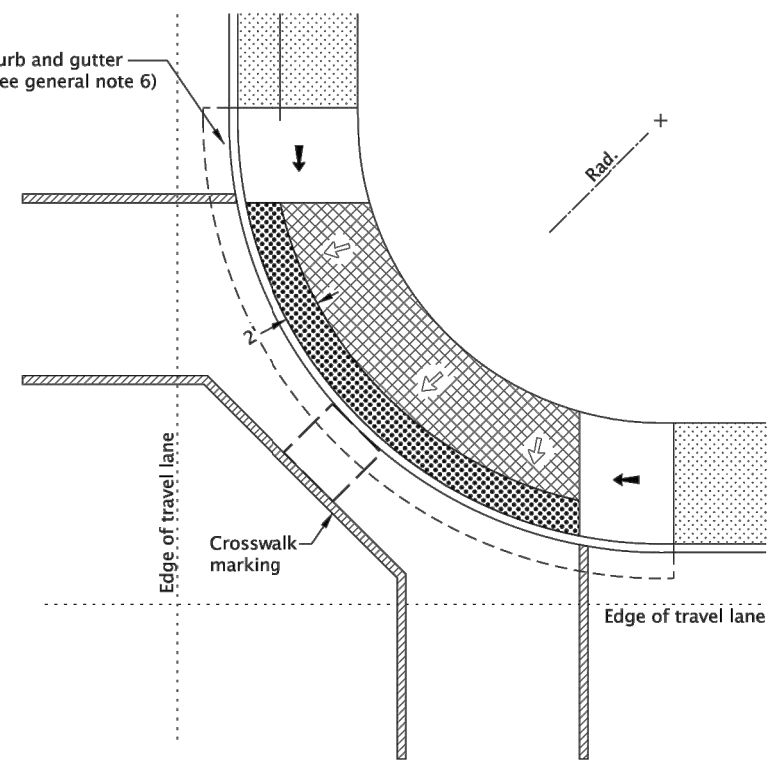 urb and gutter
ee general note 6)
Rad.
2'
Edge of travel lane
Crosswalk
marking
Edge of travel lane